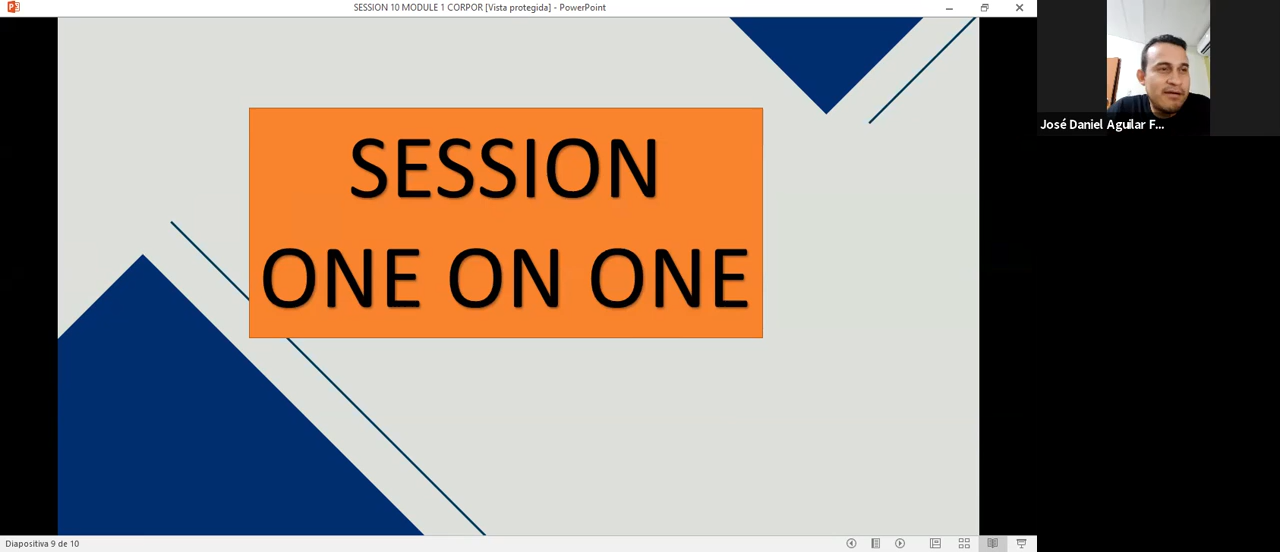 SESSION 10 MODULE 1 CORPOR [Vista protegida] - PowerPoint
SESSION
ONE ON ONE
José Daniel Aguilar F...
Diapositiva 9 de 10